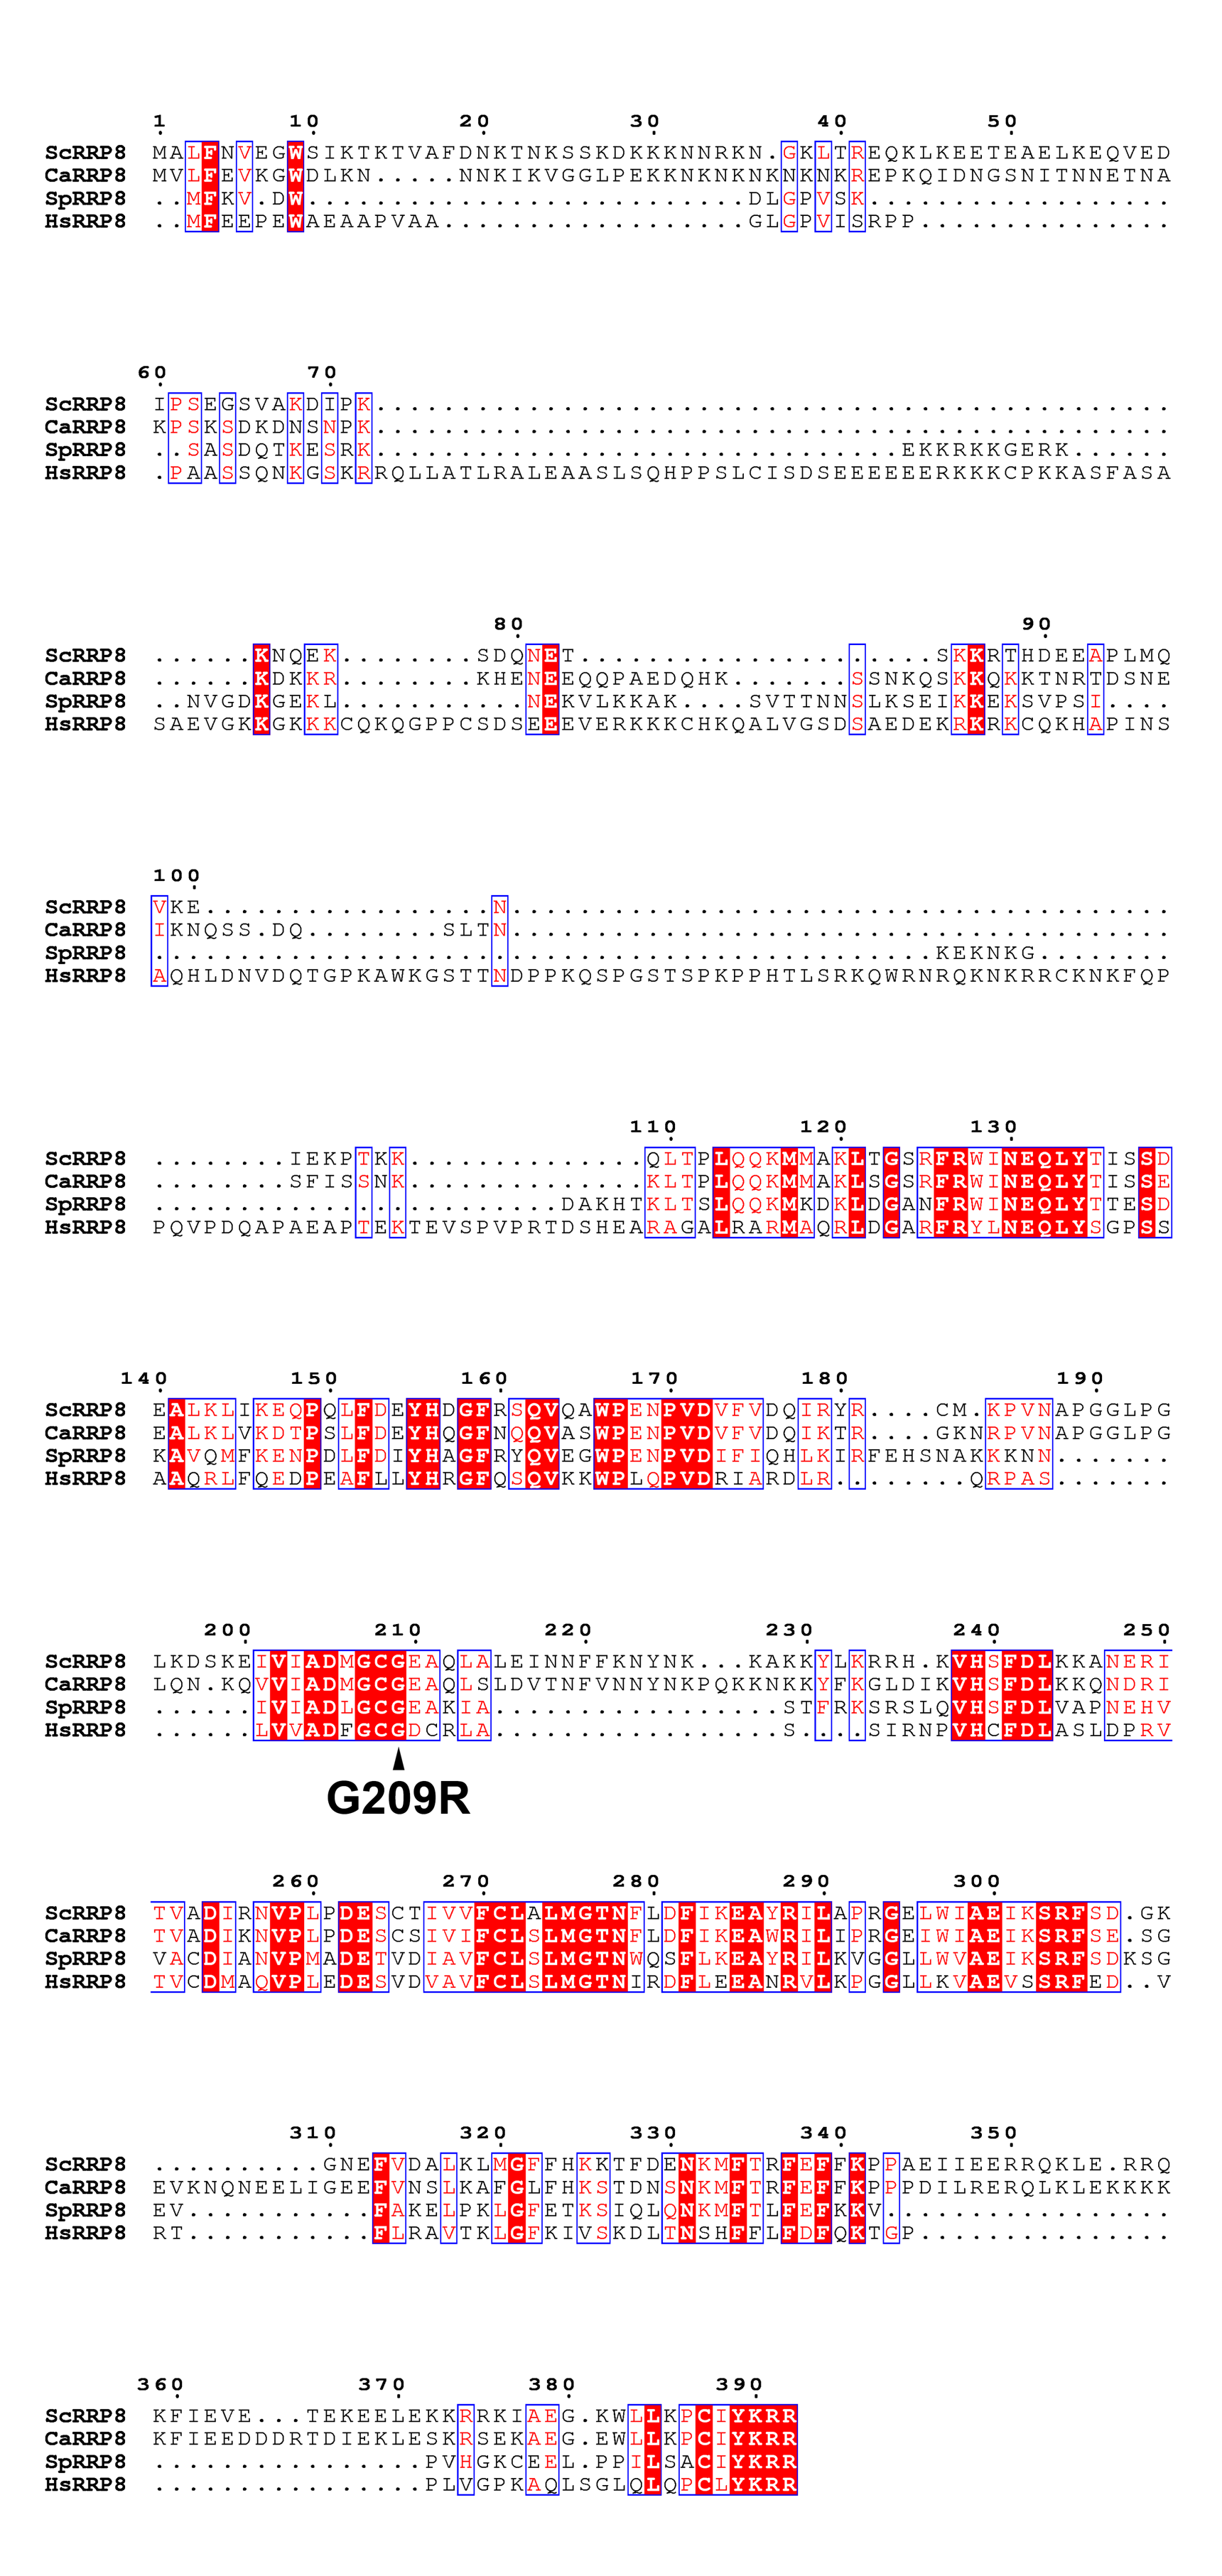 1 10 20 30 40 50
ScRRP8 MALFNVEGWSIKTKTVAFDNKTNKSSKDKKKNNRKN.GKLTREQKLKEETEAELKEQVED
CaRRP8 MVLFEVKGWDLKN.....NNKIKVGGLPEKKNKNKNKNKNKREPKQIDNGSNITNNETNA
SpRRP8 ..MFKV.DW..........................DLGPVSK..................
HsRRP8 ..MFEEPEWAEAAPVAA..................GLGPVISRPP...............
60 70
ScRRP8 IPSEGSVAKDIPK...............................................
CaRRP8 KPSKSDKDNSNPK...............................................
SpRRP8 ..SASDQTKESRK...............................EKKRKKGERK......
HsRRP8 .PAASSQNKGSKRRQLLATLRALEAASLSQHPPSLCISDSEEEEEERKKKCPKKASFASA
80 90
ScRRP8 ......KNQEK........SDQNET.....................SKKRTHDEEAPLMQ
CaRRP8 ......KDKKR........KHENEEQQPAEDQHK.......SSNKQSKKQKKTNRTDSNE
SpRRP8 ..NVGDKGEKL...........NEKVLKKAK....SVTTNNSLKSEIKKEKSVPSI....
HsRRP8 SAEVGKKGKKKCQKQGPPCSDSEEEVERKKKCHKQALVGSDSAEDEKRKRKCQKHAPINS
100
ScRRP8 VKE.................N.......................................
CaRRP8 IKNQSS.DQ........SLTN.......................................
SpRRP8 ..............................................KEKNKG........
HsRRP8 AQHLDNVDQTGPKAWKGSTTNDPPKQSPGSTSPKPPHTLSRKQWRNRQKNKRRCKNKFQP
110 120 130
ScRRP8 ........IEKPTKK..............QLTPLQQKMMAKLTGSRFRWINEQLYTISSD
CaRRP8 ........SFISSNK..............KLTPLQQKMMAKLSGSRFRWINEQLYTISSE
SpRRP8 ........................DAKHTKLTSLQQKMKDKLDGANFRWINEQLYTTESD
HsRRP8 PQVPDQAPAEAPTEKTEVSPVPRTDSHEARAGALRARMAQRLDGARFRYLNEQLYSGPSS
140 150 160 170 180 190
ScRRP8 EALKLIKEQPQLFDEYHDGFRSQVQAWPENPVDVFVDQIRYR....CM.KPVNAPGGLPG
CaRRP8 EALKLVKDTPSLFDEYHQGFNQQVASWPENPVDVFVDQIKTR....GKNRPVNAPGGLPG
SpRRP8 KAVQMFKENPDLFDIYHAGFRYQVEGWPENPVDIFIQHLKIRFEHSNAKKKNN.......
HsRRP8 AAQRLFQEDPEAFLLYHRGFQSQVKKWPLQPVDRIARDLR........QRPAS.......
200 210 220 230 240 250
ScRRP8 LKDSKEIVIADMGCGEAQLALEINNFFKNYNK...KAKKYLKRRH.KVHSFDLKKANERI
CaRRP8 LQN.KQVVIADMGCGEAQLSLDVTNFVNNYNKPQKKNKKYFKGLDIKVHSFDLKKQNDRI
SpRRP8 ......IVIADLGCGEAKIA.................STFRKSRSLQVHSFDLVAPNEHV
HsRRP8 ......LVVADFGCGDCRLA.................S....SIRNPVHCFDLASLDPRV
G209R
260 270 280 290 300
ScRRP8 TVADIRNVPLPDESCTIVVFCLALMGTNFLDFIKEAYRILAPRGELWIAEIKSRFSD.GK
CaRRP8 TVADIKNVPLPDESCSIVIFCLSLMGTNFLDFIKEAWRILIPRGEIWIAEIKSRFSE.SG
SpRRP8 VACDIANVPMADETVDIAVFCLSLMGTNWQSFLKEAYRILKVGGLLWVAEIKSRFSDKSG
HsRRP8 TVCDMAQVPLEDESVDVAVFCLSLMGTNIRDFLEEANRVLKPGGLLKVAEVSSRFED..V
310 320 330 340 350
ScRRP8 ..........GNEFVDALKLMGFFHKKTFDENKMFTRFEFFKPPAEIIEERRQKLE.RRQ
CaRRP8 EVKNQNEELIGEEFVNSLKAFGLFHKSTDNSNKMFTRFEFFKPPPDILRERQLKLEKKKK
SpRRP8 EV...........FAKELPKLGFETKSIQLQNKMFTLFEFKKV.................
HsRRP8 RT...........FLRAVTKLGFKIVSKDLTNSHFFLFDFQKTGP...............
360 370 380 390
ScRRP8 KFIEVE...TEKEELEKKRRKIAEG.KWLLKPCIYKRR
CaRRP8 KFIEEDDDRTDIEKLESKRSEKAEG.EWLLKPCIYKRR
SpRRP8 ................PVHGKCEEL.PPILSACIYKRR
HsRRP8 ................PLVGPKAQLSGLQLQPCLYKRR